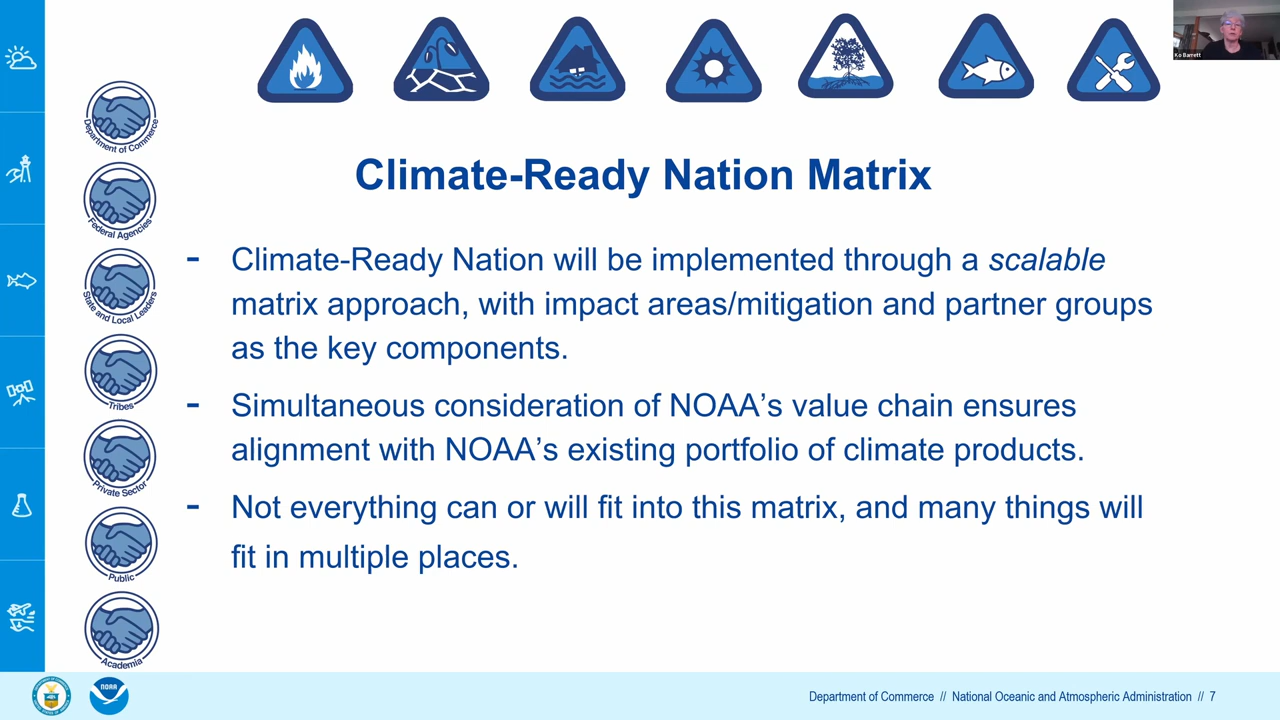 Ko Barrett
Department of Commerce
Federal Agencies
State and Local Leaders
Tribes
Private Sector
Public
Academia
Climate-Ready Nation Matrix
- Climate-Ready Nation will be implemented through a scalable
matrix approach, with impact areas/mitigation and partner groups
as the key components.
- Simultaneous consideration of NOAA’s value chain ensures
alignment with NOAA’s existing portfolio of climate products.
- Not everything can or will fit into this matrix, and many things will
fit in multiple places.
NOAA
Department of Commerce // National Oceanic and Atmospheric Administration // 7